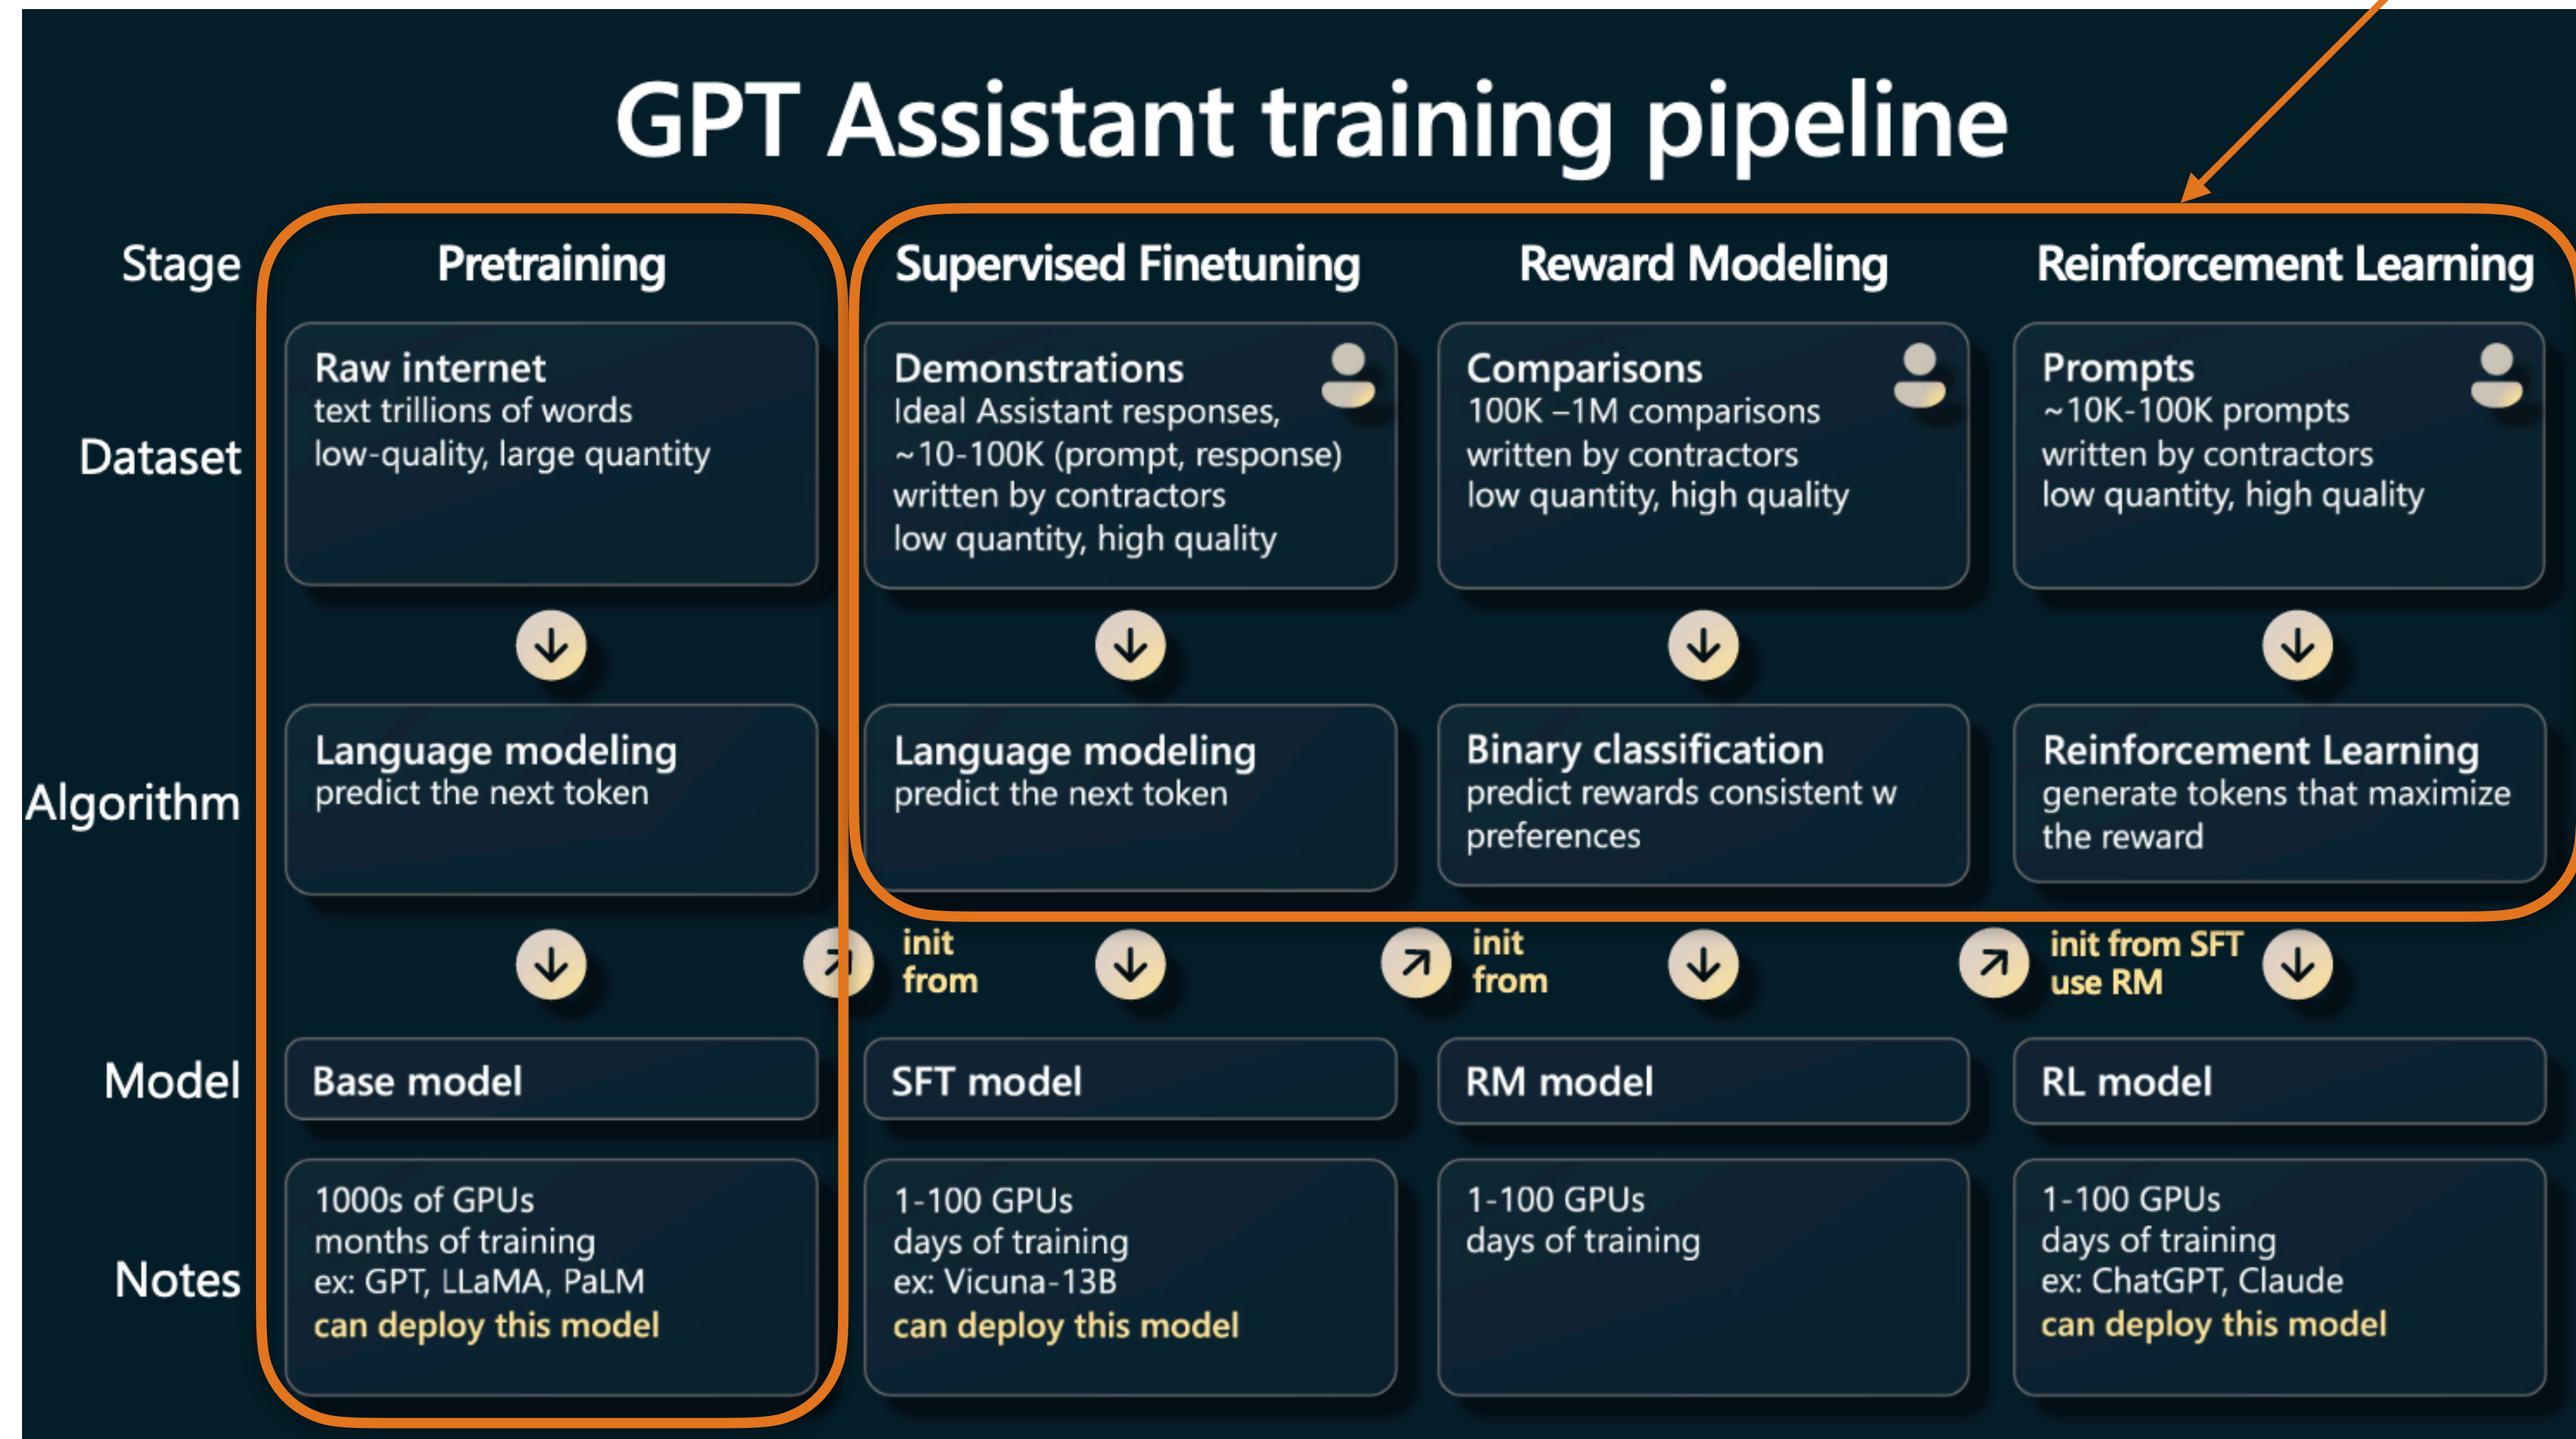 GPT Assistant training pipeline
Stage
Pretraining
Supervised Finetuning
Reward Modeling
Reinforcement Learning
Dataset
Raw internet
text trillions of words
low-quality, large quantity
Demonstrations
Ideal Assistant responses,
~10-100K (prompt, response)
written by contractors
low quantity, high quality
Comparisons
100K –1M comparisons
written by contractors
low quantity, high quality
Prompts
~10K-100K prompts
written by contractors
low quantity, high quality
Algorithm
Language modeling
predict the next token
Language modeling
predict the next token
Binary classification
predict rewards consistent w
preferences
Reinforcement Learning
generate tokens that maximize
the reward
init
from
init
from
init from SFT
use RM
Model
Base model
SFT model
RM model
RL model
Notes
1000s of GPUs
months of training
ex: GPT, LLaMA, PaLM
can deploy this model
1-100 GPUs
days of training
ex: Vicuna-13B
can deploy this model
1-100 GPUs
days of training
1-100 GPUs
days of training
ex: ChatGPT, Claude
can deploy this model